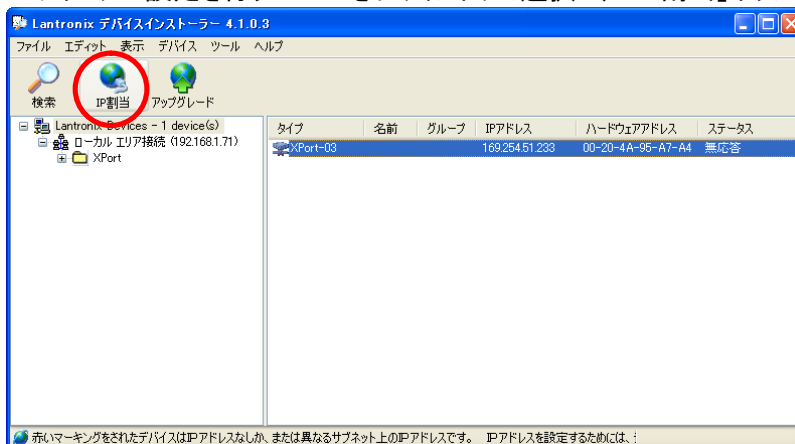 Lantronix デバイスインストーラー 4.1.0.3
ファイル エディット 表示 デバイス ツール ヘルプ
検索 IP割当 アップグレード
Lantronix Devices - 1 device(s)
ローカル エリア接続 (192.168.1.71)
XPort
タイプ 名前 グループ IPアドレス ハードウェアアドレス ステータス
XPort-03 169.254.51.233 00-20-4A-95-A7-A4 無応答
赤いマーキングをされたデバイスはIPアドレスなしか、または異なるサブネット上のIPアドレスです。 IPアドレスを設定するためには、